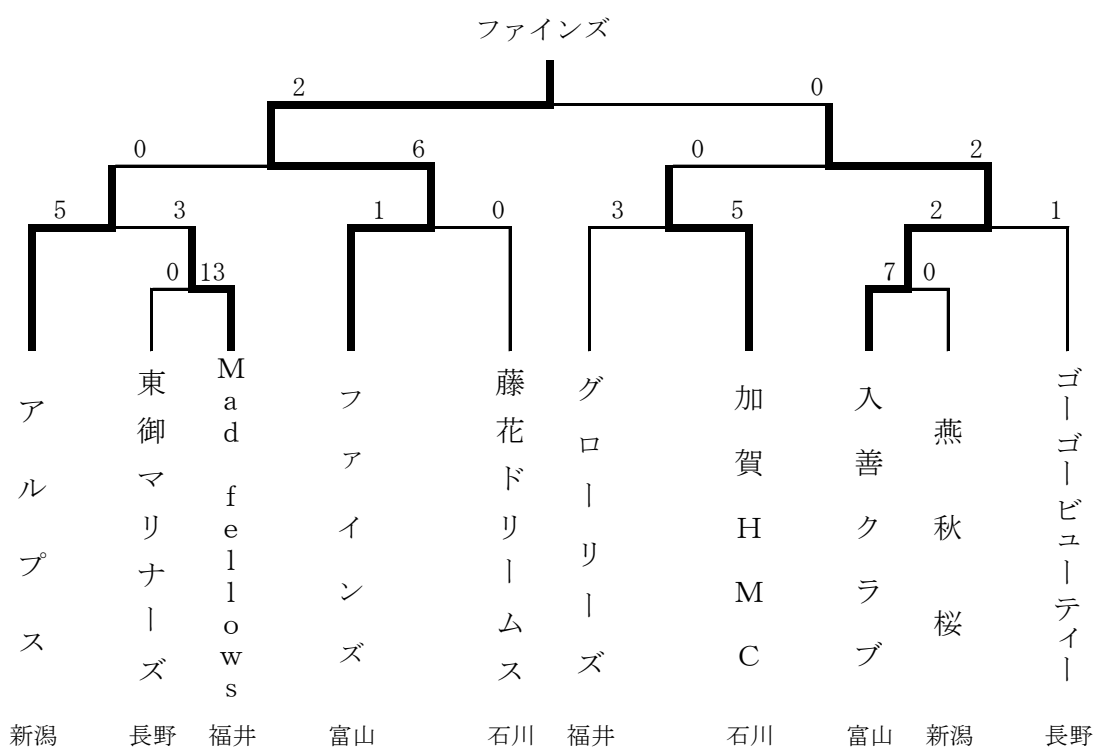 ファインズ
2
0
0
6
0
2
5
3
1
0
3
5
2
1
0
13
7
0
アルプス
東御マリナーズ
Mad fellows
ファインズ
藤花ドリームス
グローリーズ
加賀HMC
入善クラブ
燕秋桜
ゴーゴービューティー
新潟
長野
福井
富山
石川
福井
石川
富山
新潟
長野